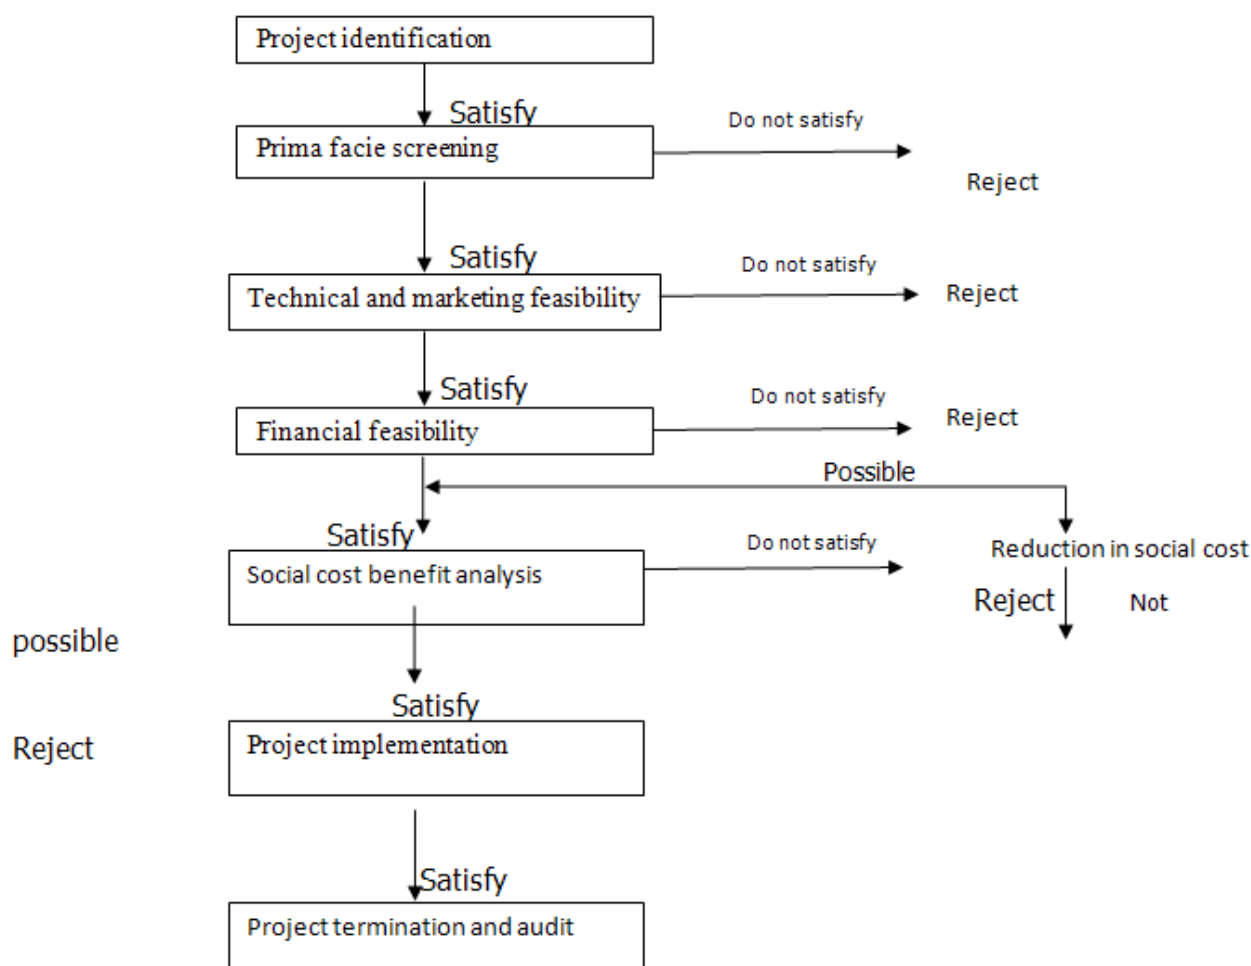 Project identification
Satisfy
Do not satisfy
Prima facie screening
Reject
Satisfy
Do not satisfy
Technical and marketing feasibility
Reject
Satisfy
Do not satisfy
Financial feasibility
Reject
Possible
Satisfy
Do not satisfy
Reduction in social cost
Social cost benefit analysis
Reject
Not
possible
Satisfy
Project implementation
Reject
Satisfy
Project termination and audit